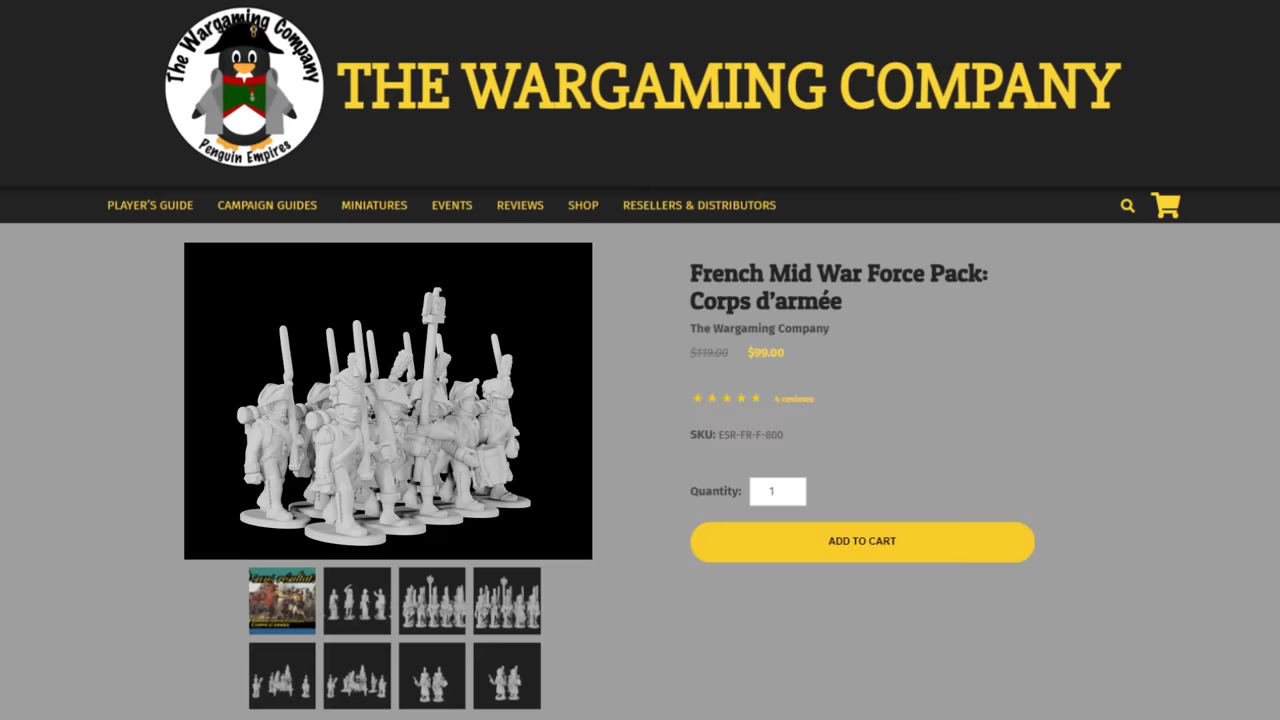 The Wargaming Company
Penguin Empires
THE WARGAMING COMPANY
PLAYER'S GUIDE CAMPAIGN GUIDES MINIATURES EVENTS REVIEWS SHOP RESELLERS & DISTRIBUTORS
French Mid War Force Pack:
Corps d'armée
The Wargaming Company
$119.00 $99.00
4 reviews
SKU: ESR-FR-F-800
Quantity: 1
ADD TO CART
CORPS D'ARMÉE